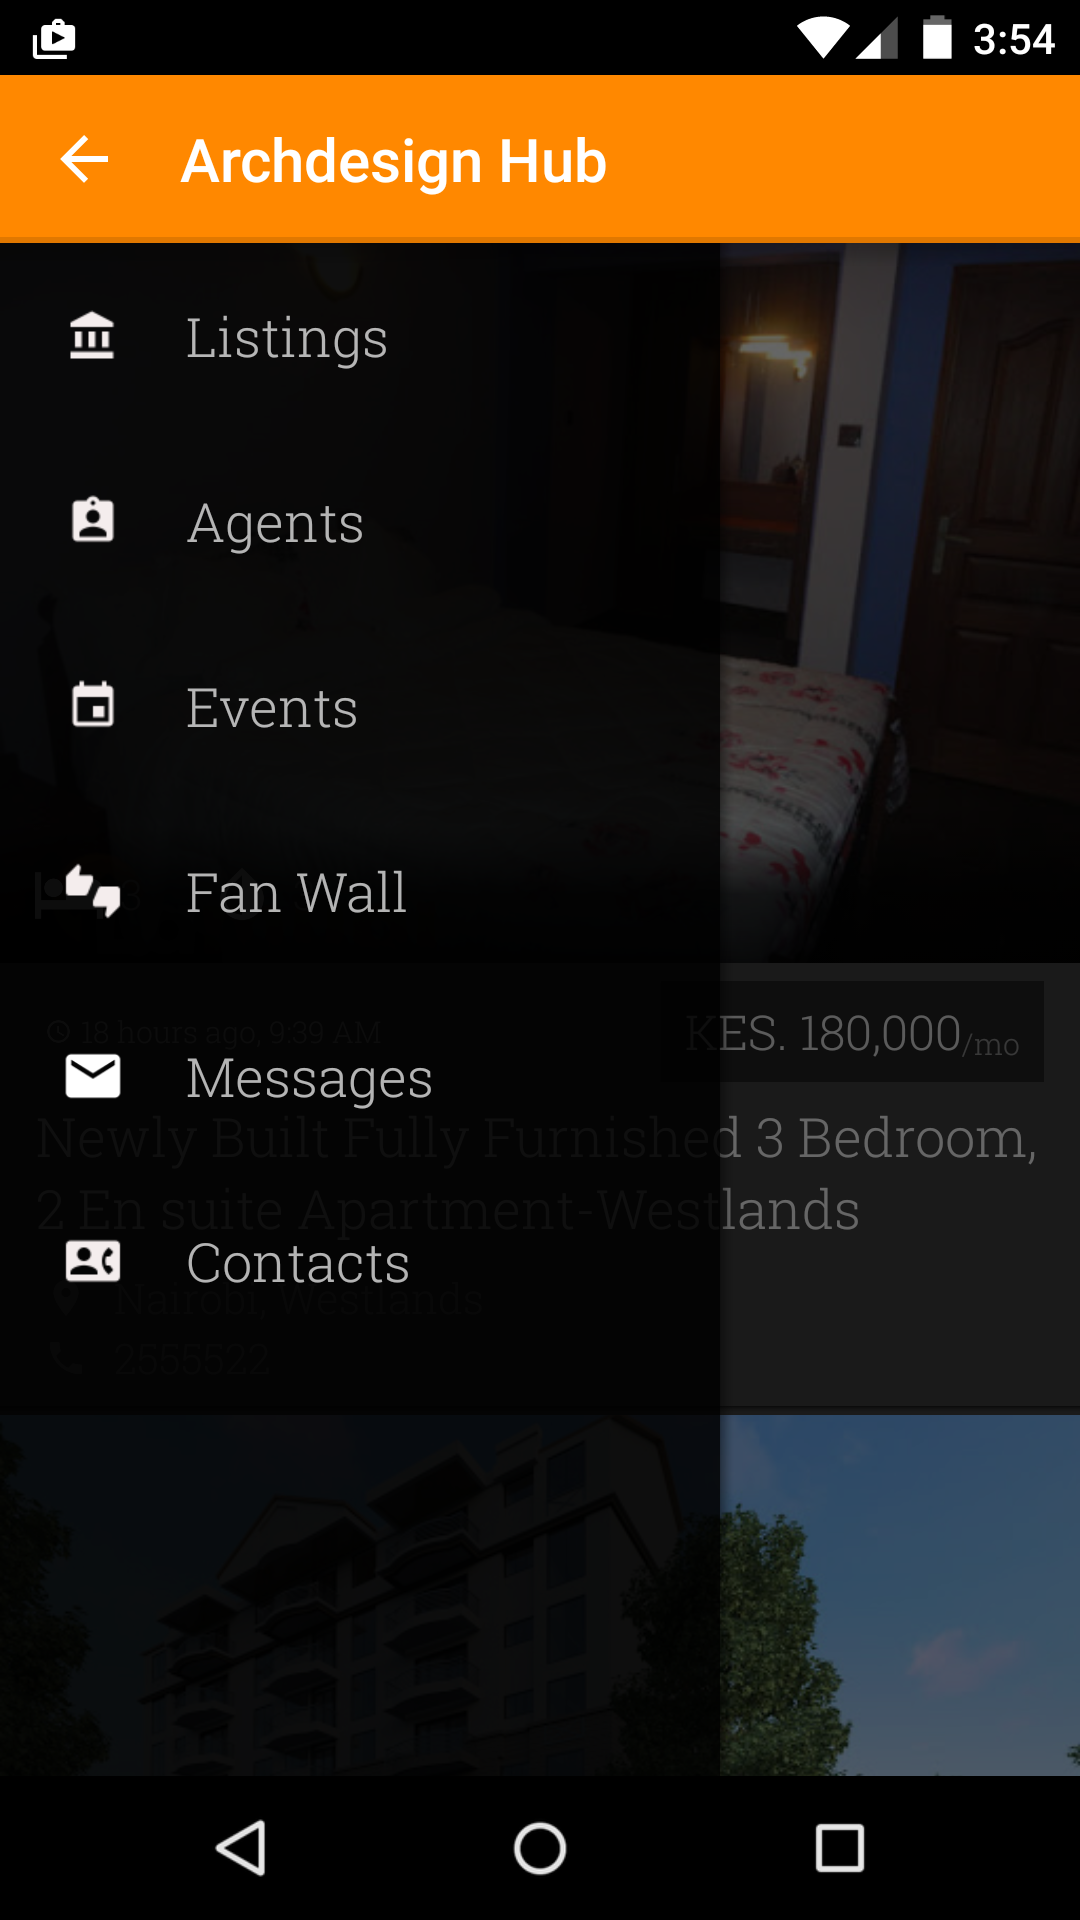 3:54
Archdesign Hub
Listings
Agents
Events
3
Fan Wall
18 hours ago, 9:39 AM
KES. 180,000/mo
Messages
Newly Built Fully Furnished 3 Bedroom,
2 En suite Apartment-Westlands
Contacts
Nairobi, Westlands
2555522